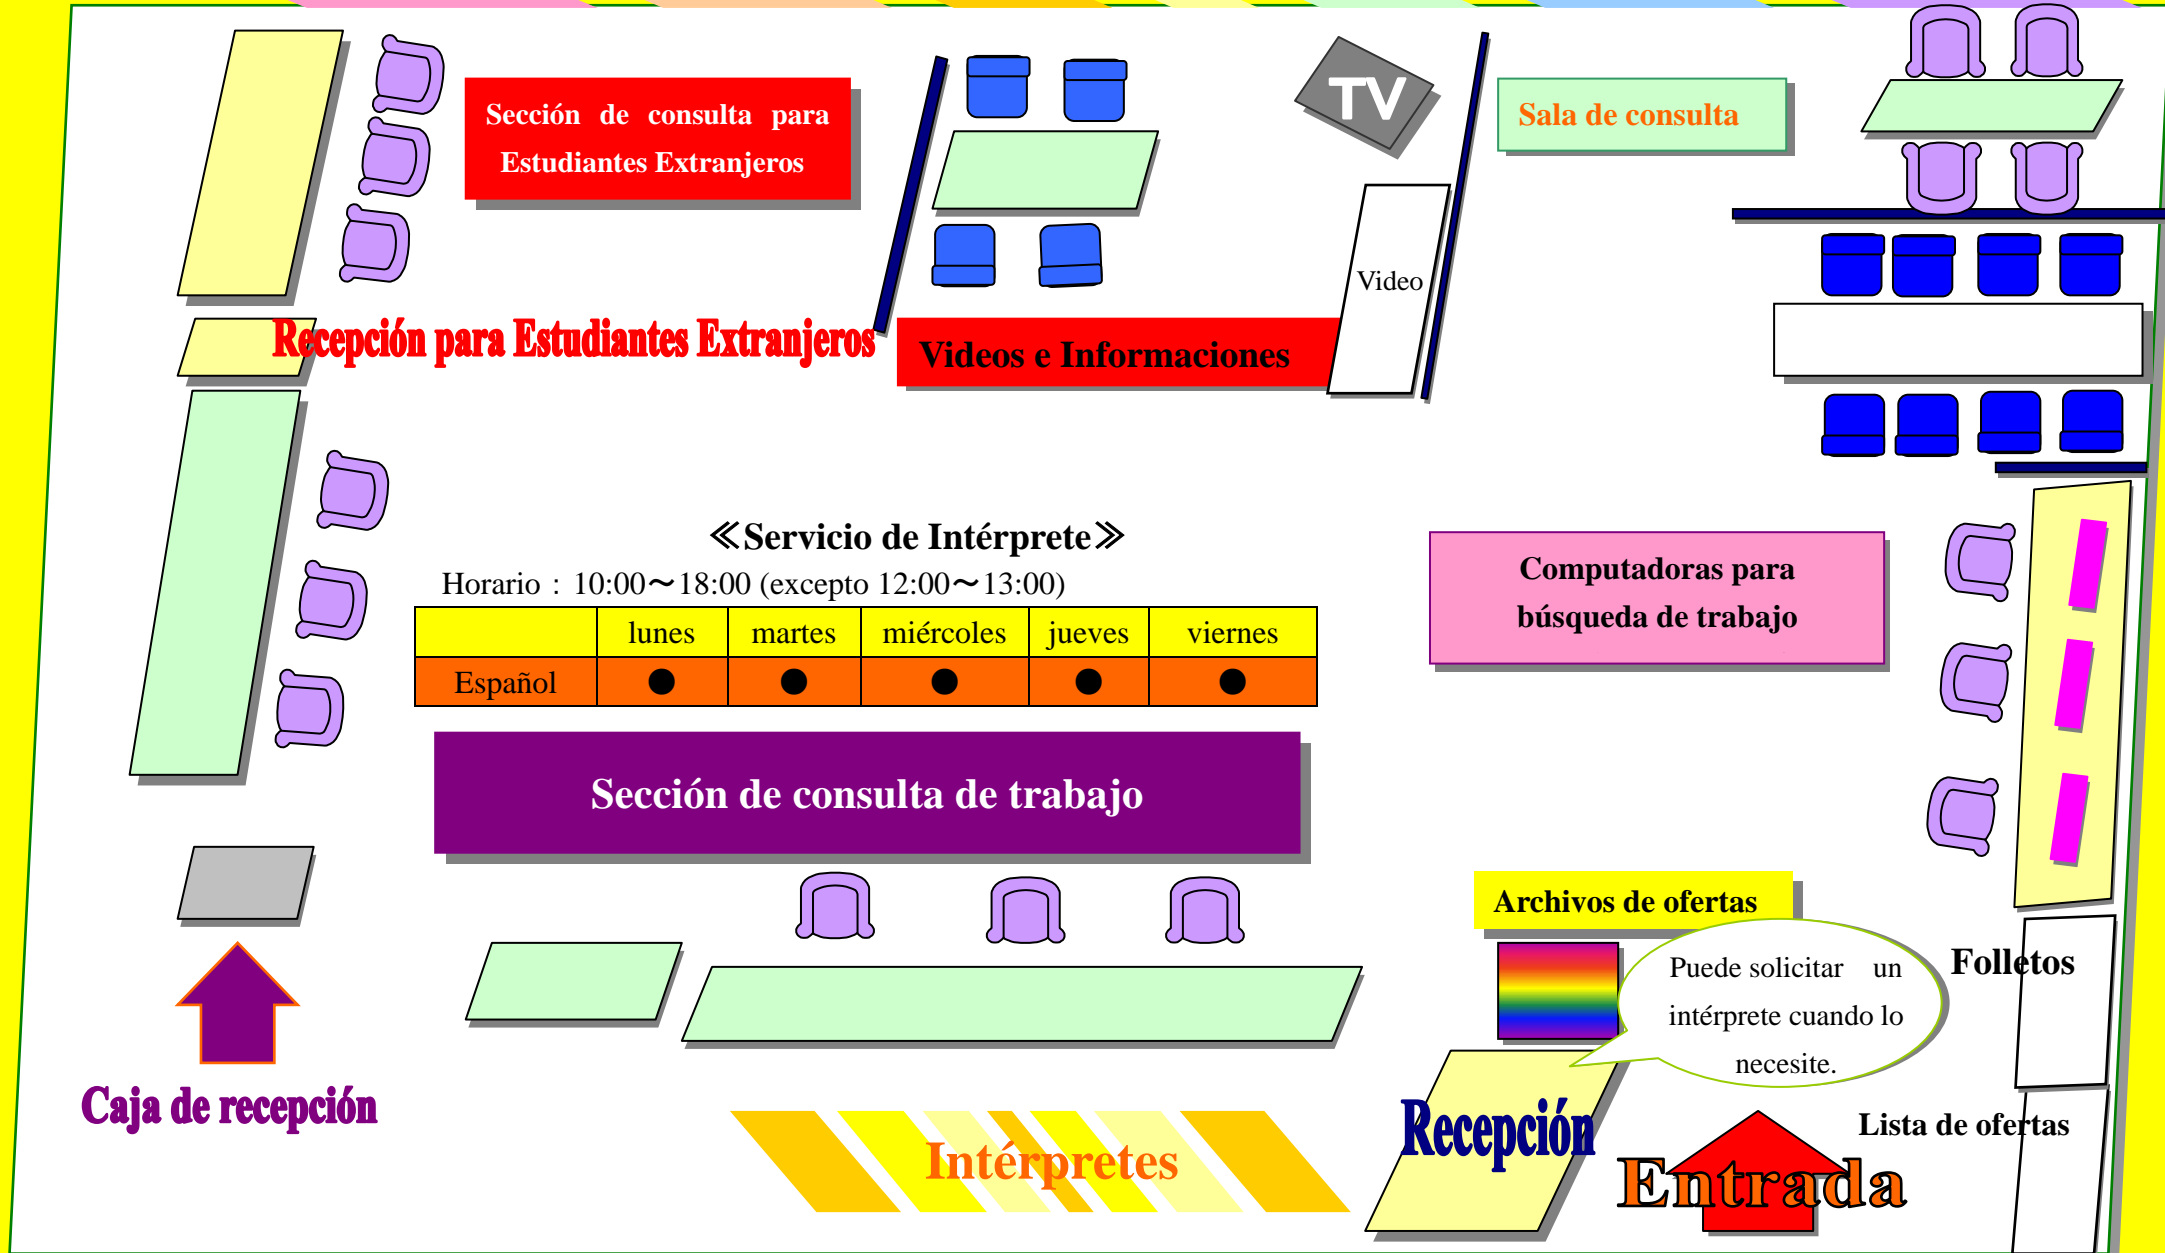 Sección de consulta para
Estudiantes Extranjeros
TV
Sala de consulta
Video
Recepción para Estudiantes Extranjeros
Videos e Informaciones
≪Servicio de Intérprete≫
Horario : 10:00～18:00 (excepto 12:00～13:00)
lunes martes miércoles jueves viernes
Español ● ● ● ● ●
Computadoras para
búsqueda de trabajo
Sección de consulta de trabajo
Archivos de ofertas
Puede solicitar un
intérprete cuando lo
necesite.
Folletos
Caja de recepción
Intérpretes
Recepción
Lista de ofertas
Entrada